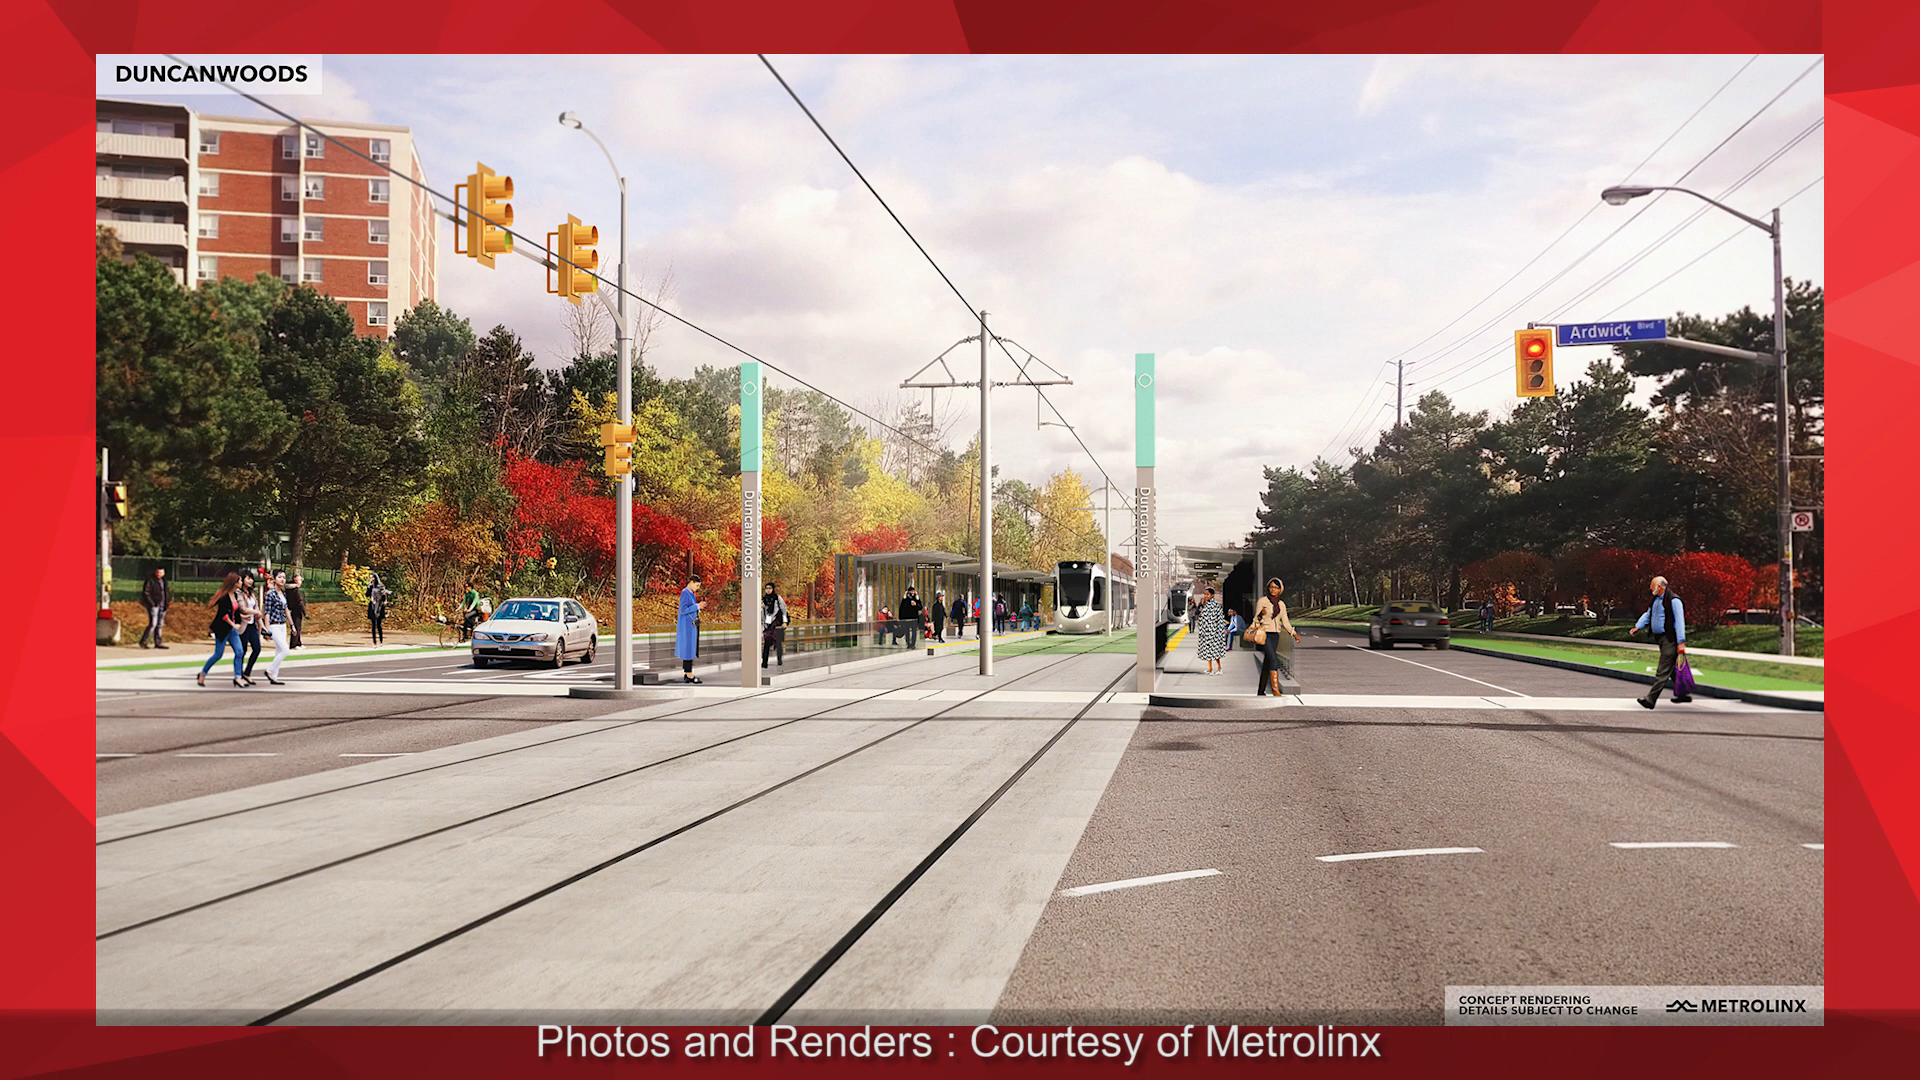 DUNCANWOODS
Ardwick Blvd
Duncanwoods
Duncanwoods
CONCEPT RENDERING
DETAILS SUBJECT TO CHANGE
METROLINX
Photos and Renders : Courtesy of Metrolinx